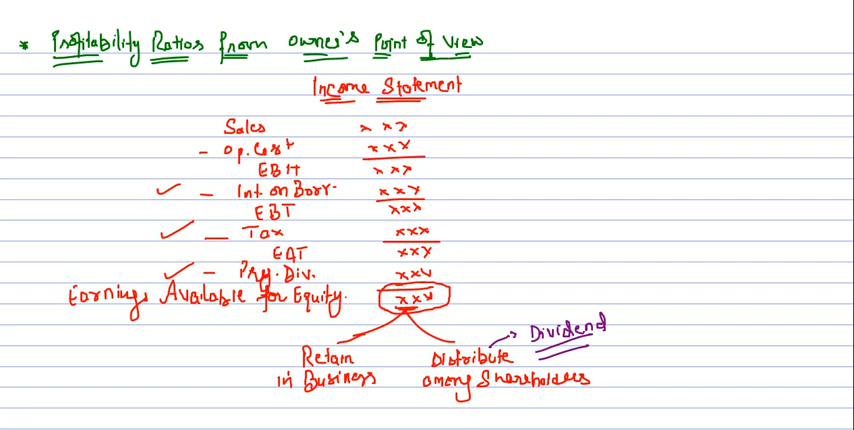 * Profitability Ratios from Owner's Point of View
Income Statement
Sales xxx
- Op. Cost xxx
EBIT xxx
✓ - Int. on Borr. xxx
EBT xxx
✓ - Tax xxx
EAT xxx
✓ - Pref. Div. xxx
Earnings Available for Equity. xxx
Retain in Business
Distribute among Shareholders
→ Dividend